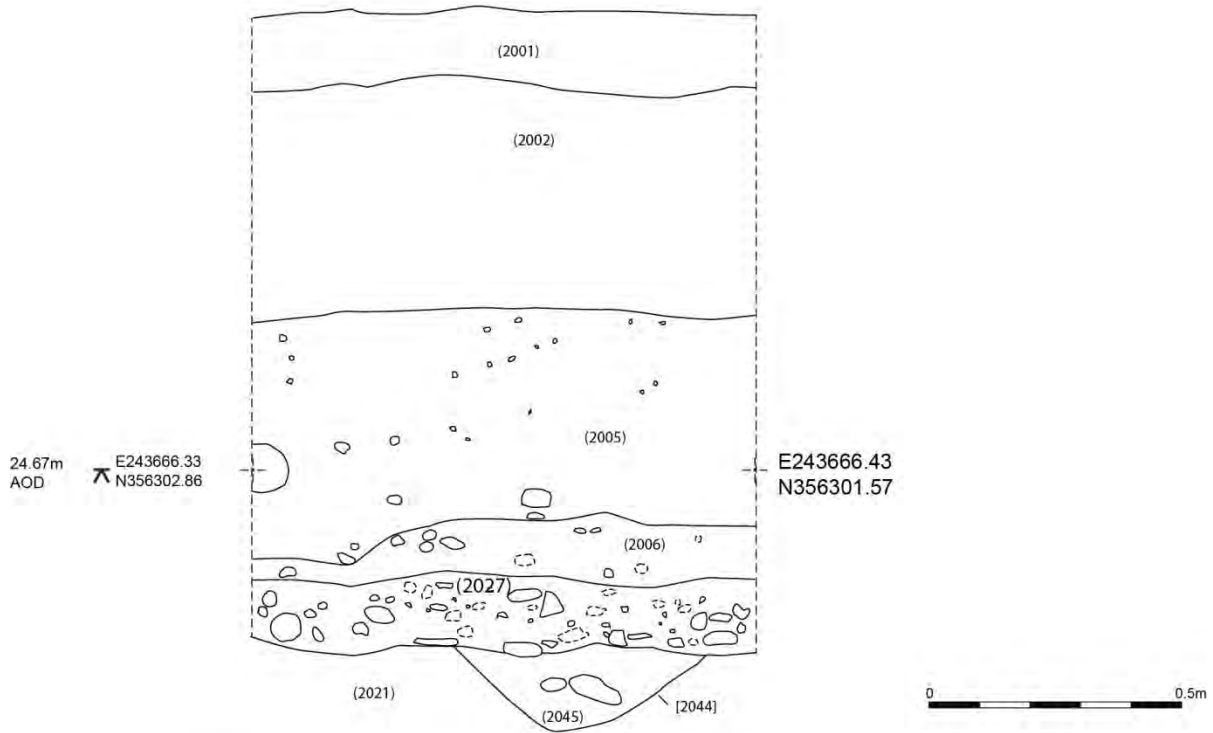 (2001)
(2002)
(2005)
24.67m
AOD
E243666.33
N356302.86
E243666.43
N356301.57
(2006)
(2027)
(2021)
(2045)
[2044]
0
0.5m